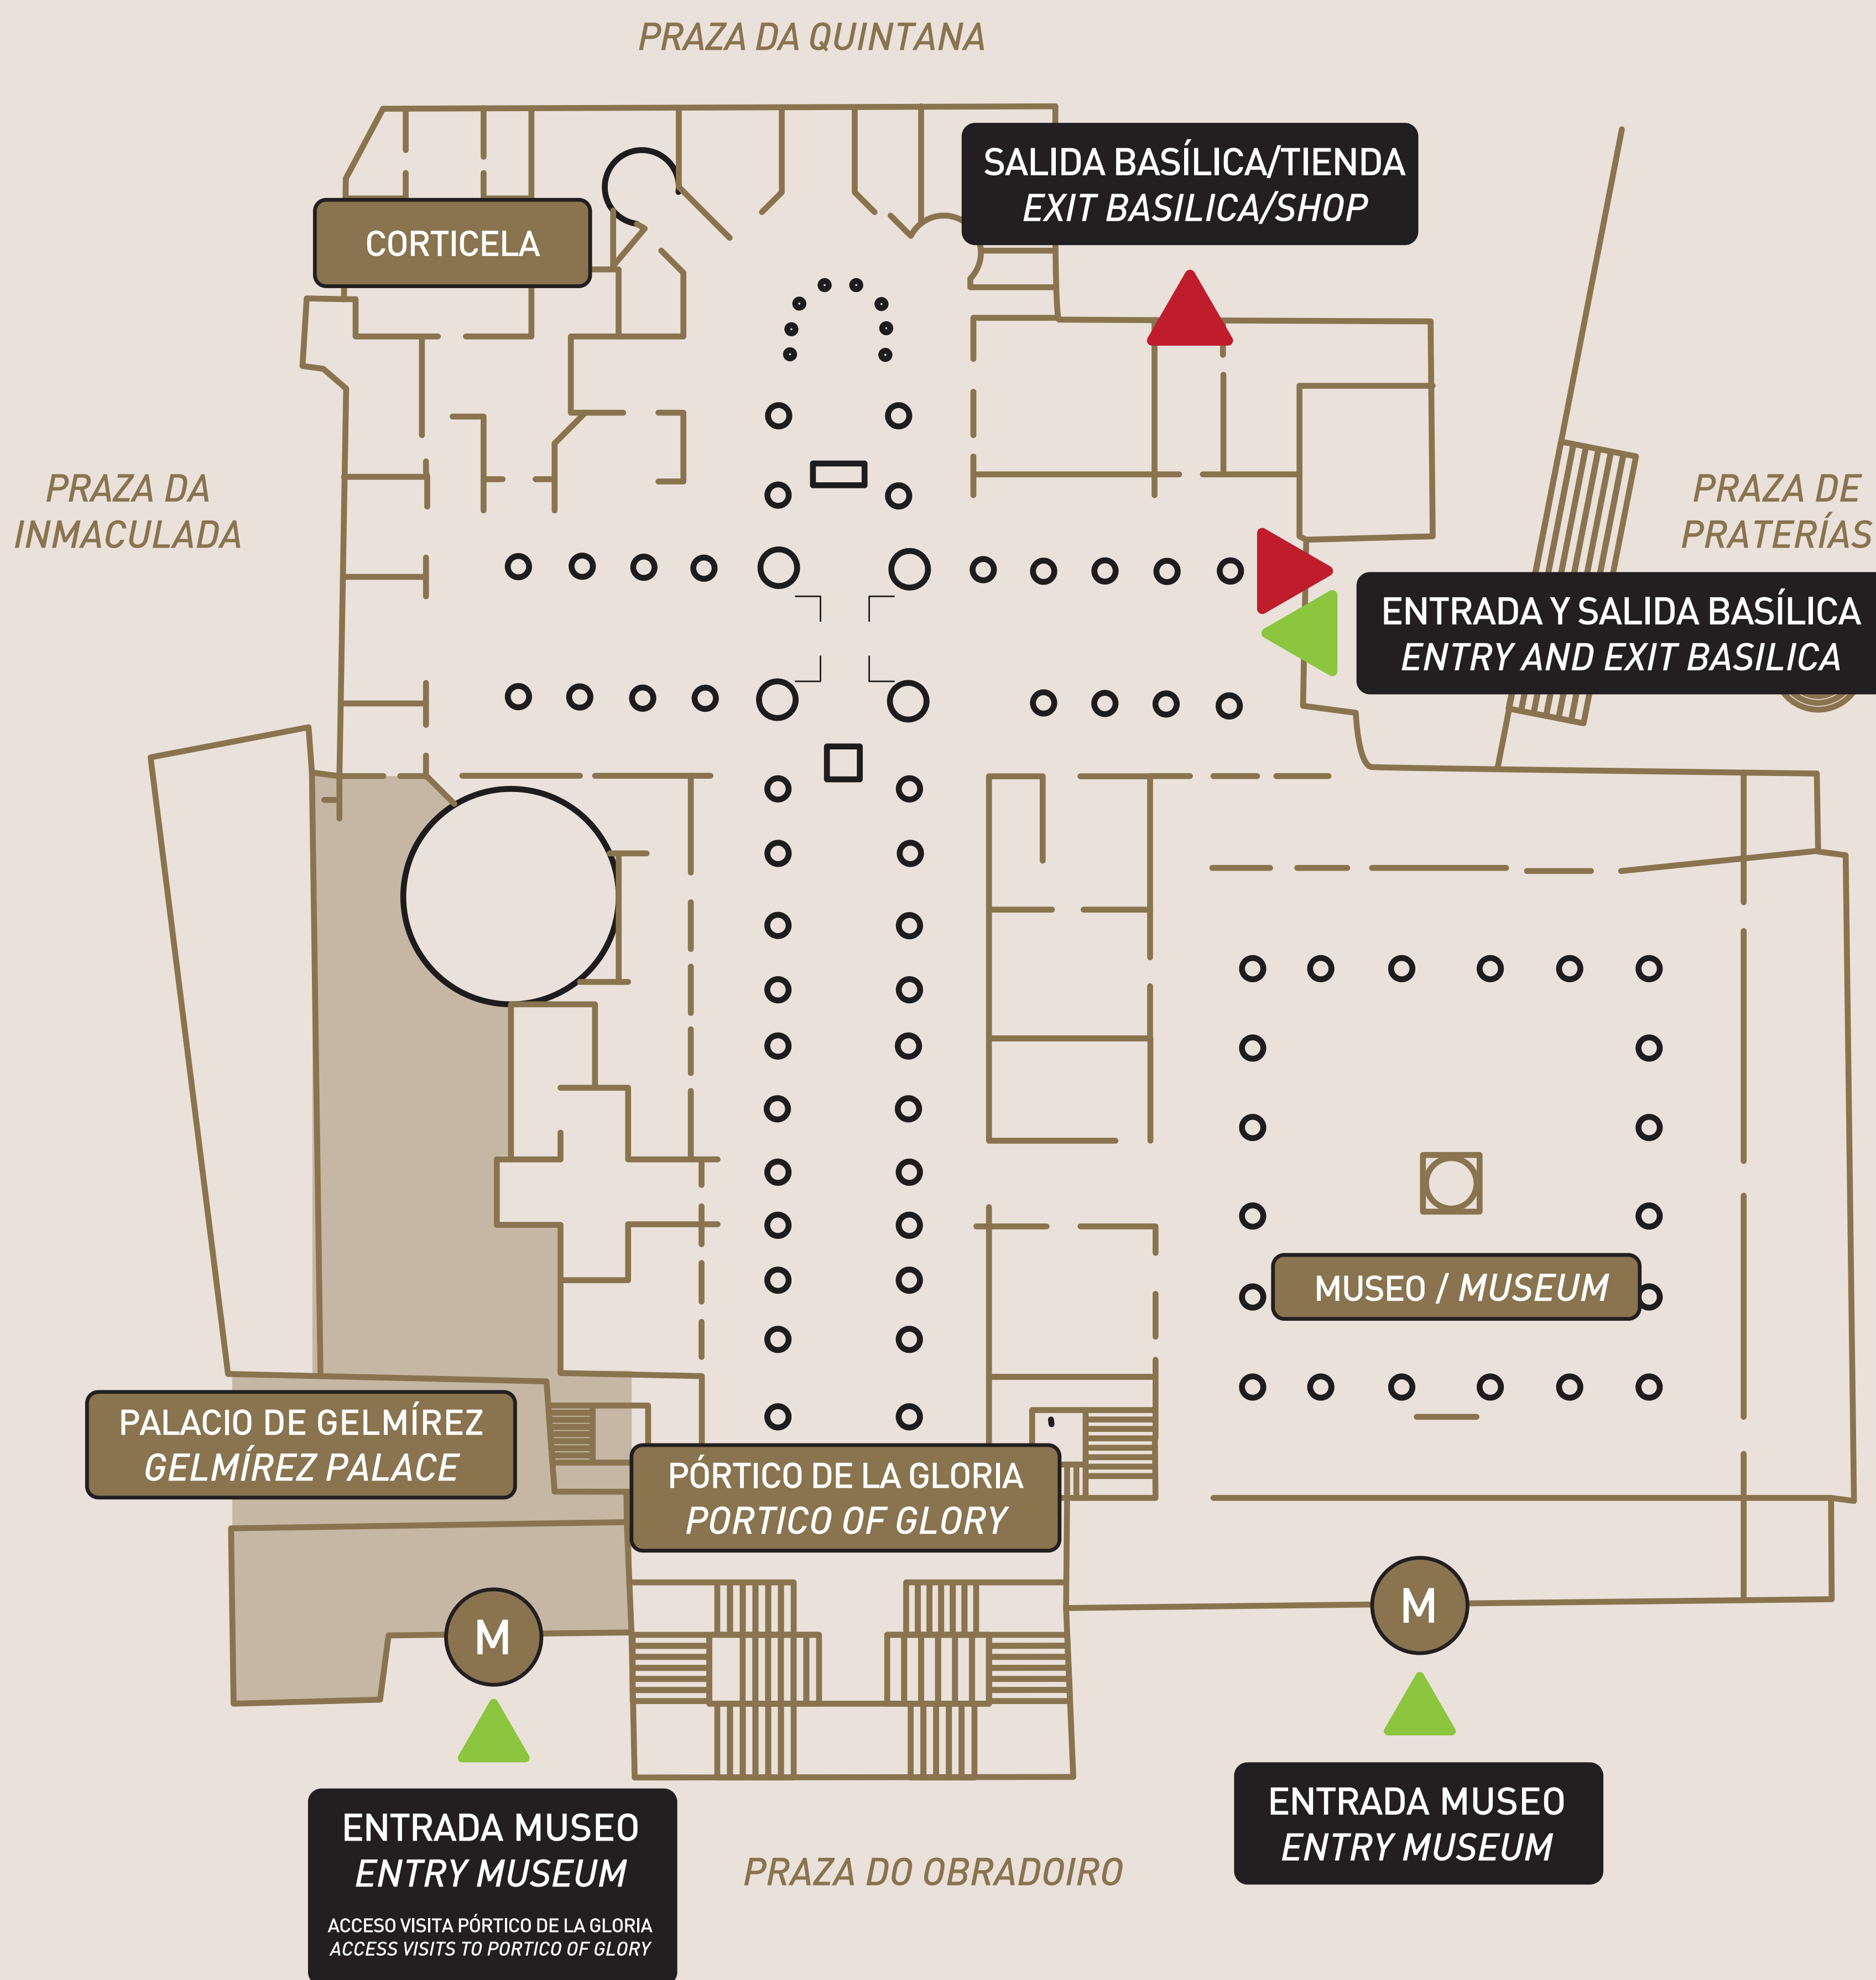 PRAZA DA QUINTANA
SALIDA BASÍLICA/TIENDA
EXIT BASILICA/SHOP
CORTICELA
PRAZA DA
INMACULADA
PRAZA DE
PRATERÍAS
ENTRADA Y SALIDA BASÍLICA
ENTRY AND EXIT BASILICA
MUSEO / MUSEUM
PALACIO DE GELMÍREZ
GELMÍREZ PALACE
PÓRTICO DE LA GLORIA
PORTICO OF GLORY
M
M
ENTRADA MUSEO
ENTRY MUSEUM
ACCESO VISITA PÓRTICO DE LA GLORIA
ACCESS VISITS TO PORTICO OF GLORY
PRAZA DO OBRADOIRO
ENTRADA MUSEO
ENTRY MUSEUM